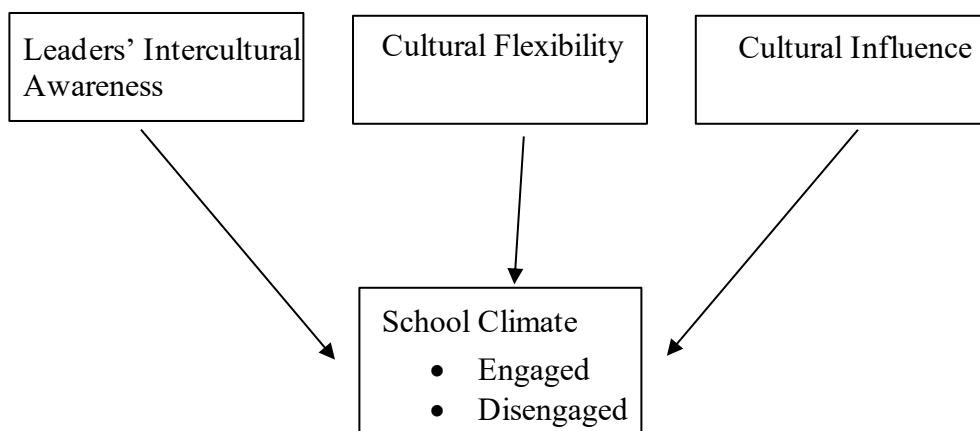 Leaders’ Intercultural
Awareness
Cultural Flexibility
Cultural Influence
School Climate
• Engaged
• Disengaged